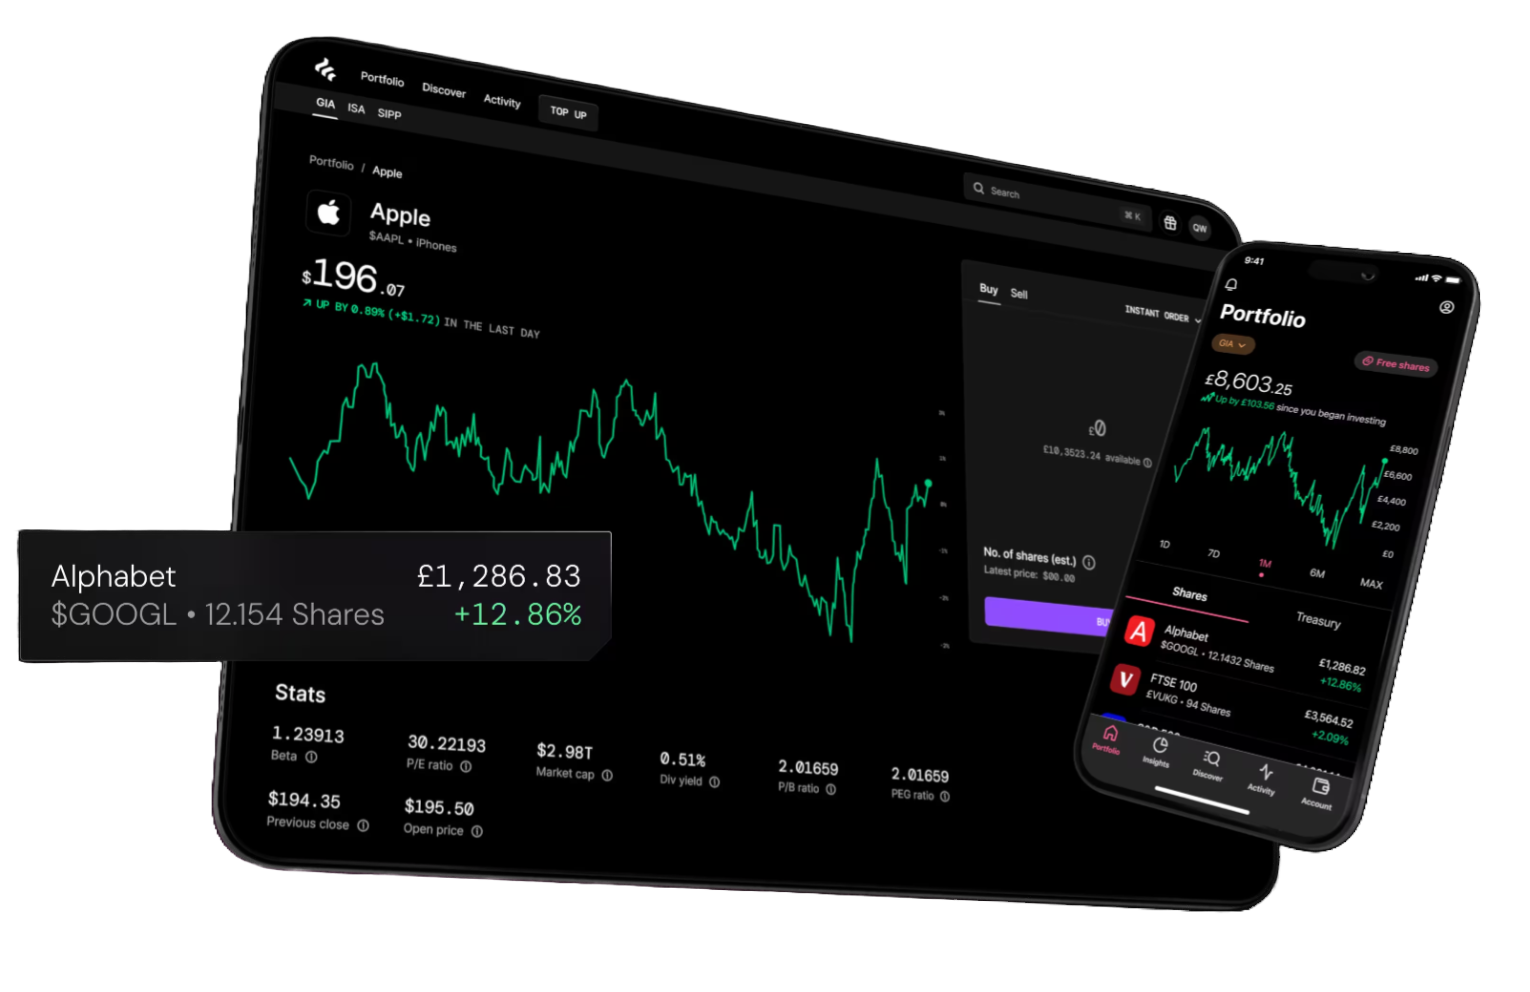 Portfolio Discover Activity TOP UP
GIA ISA SIPP
Search ⌘ K QW
Portfolio / Apple
Apple
$AAPL • iPhones
$196.07
UP BY 0.89% (+$1.72) IN THE LAST DAY
Buy Sell INSTANT ORDER
£0
£10,3523.24 available
No. of shares (est.)
Latest price: $00.00
Alphabet £1,286.83
$GOOGL • 12.154 Shares +12.86%
Stats
1.23913 30.22193 $2.98T 0.51% 2.01659 2.01659
Beta P/E ratio Market cap Div yield P/B ratio PEG ratio
$194.35 $195.50
Previous close Open price
9:41
Portfolio
GIA Free shares
£8,603.25
Up by £103.56 since you began investing
£8,800
£6,600
£4,400
£2,200
£0
1D 7D 1M 6M MAX
Shares Treasury
Alphabet £1,286.82
$GOOGL • 12.1432 Shares +12.86%
FTSE 100 £3,564.52
£VUKG • 94 Shares +2.09%
Portfolio Insights Discover Activity Account